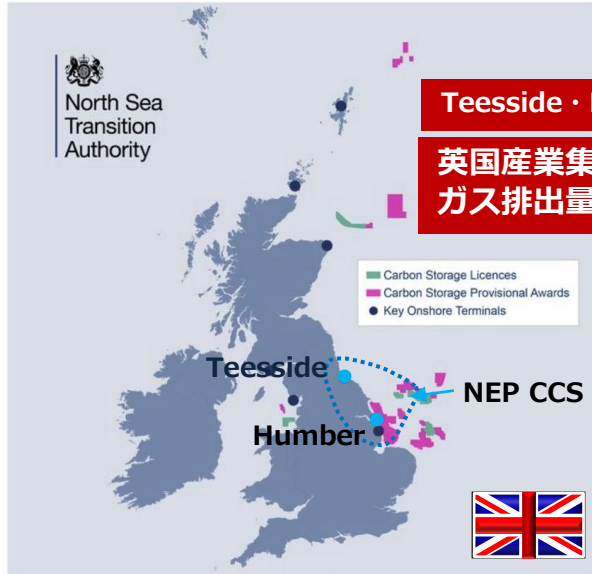 North Sea
Transition
Authority
Teesside・
英国産業集
ガス排出量
Carbon Storage Licences
Carbon Storage Provisional Awards
Key Onshore Terminals
Teesside
NEP CCS
Humber